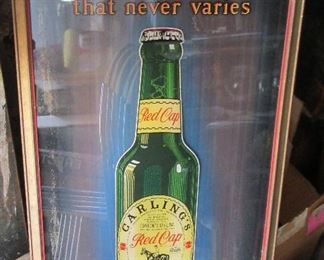 that never varies
Red Cap
CARLING'S
Red Cap